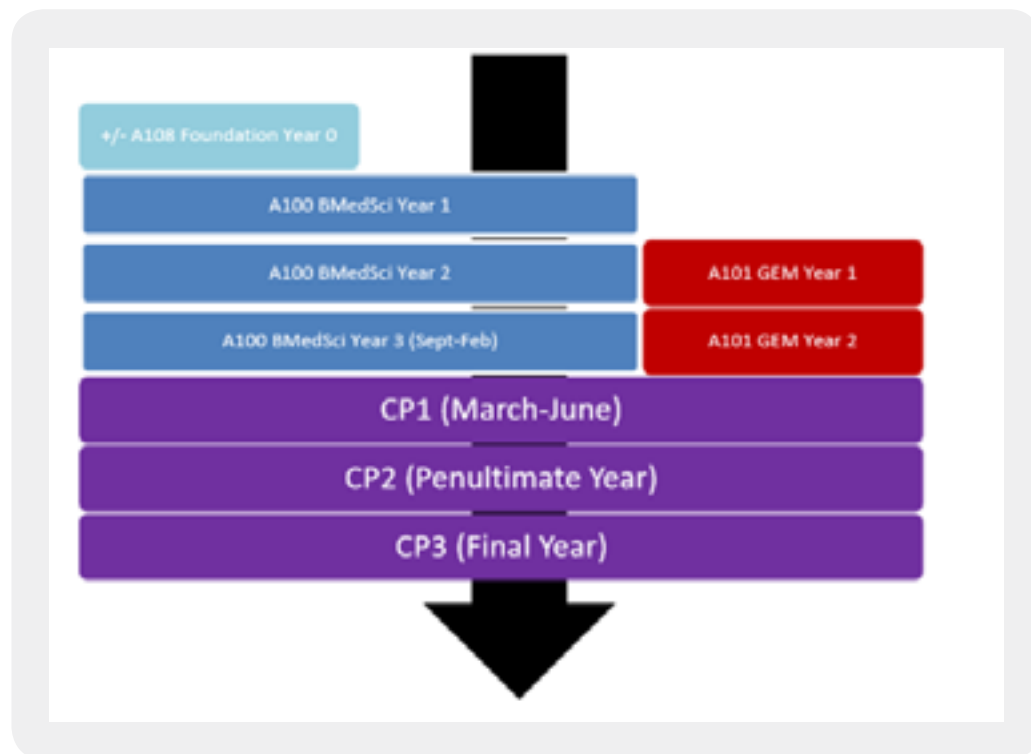 +/- A108 Foundation Year 0
A100 BMedSci Year 1
A100 BMedSci Year 2
A101 GEM Year 1
A100 BMedSci Year 3 (Sept-Feb)
A101 GEM Year 2
CP1 (March-June)
CP2 (Penultimate Year)
CP3 (Final Year)